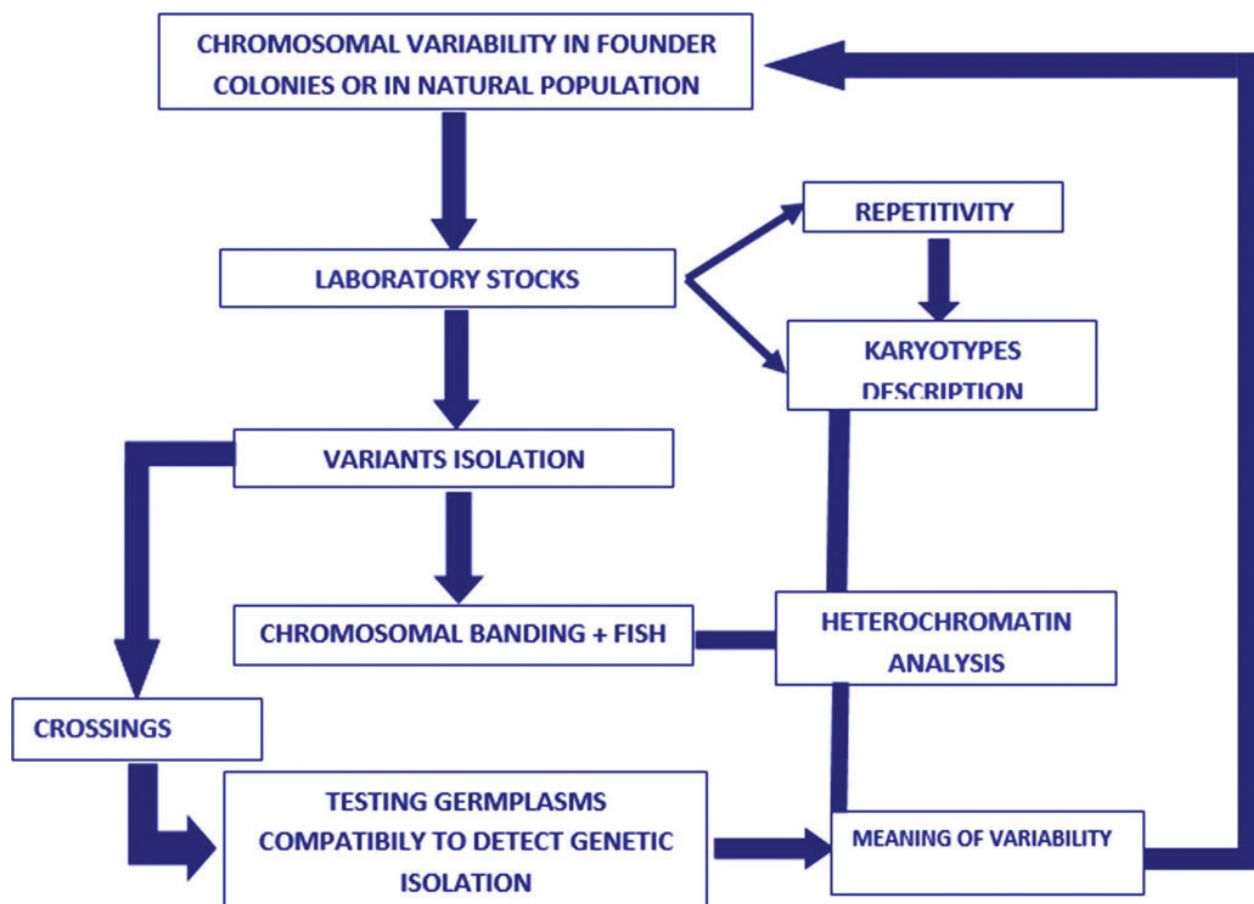 CHROMOSOMAL VARIABILITY IN FOUNDER
COLONIES OR IN NATURAL POPULATION
REPETITIVITY
LABORATORY STOCKS
KARYOTYPES
DESCRIPTION
VARIANTS ISOLATION
CHROMOSOMAL BANDING + FISH
HETEROCHROMATIN
ANALYSIS
CROSSINGS
TESTING GERMPLASMS
COMPATIBILY TO DETECT GENETIC
ISOLATION
MEANING OF VARIABILITY